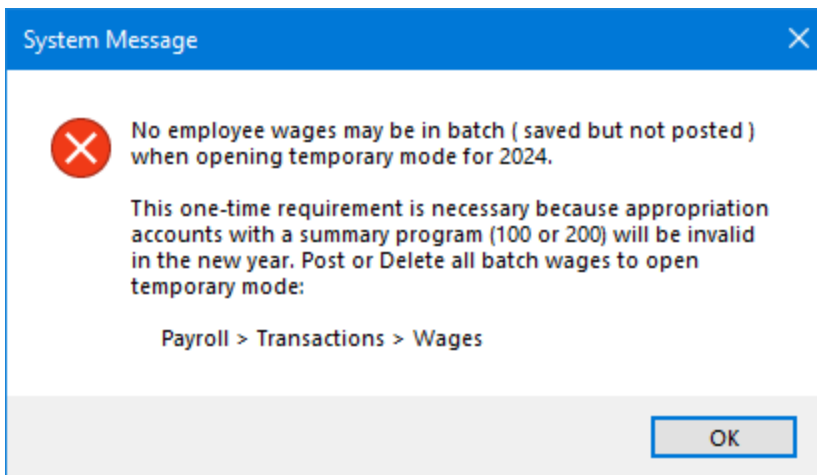 System Message
No employee wages may be in batch ( saved but not posted )
when opening temporary mode for 2024.
This one-time requirement is necessary because appropriation
accounts with a summary program (100 or 200) will be invalid
in the new year. Post or Delete all batch wages to open
temporary mode:
Payroll > Transactions > Wages
OK